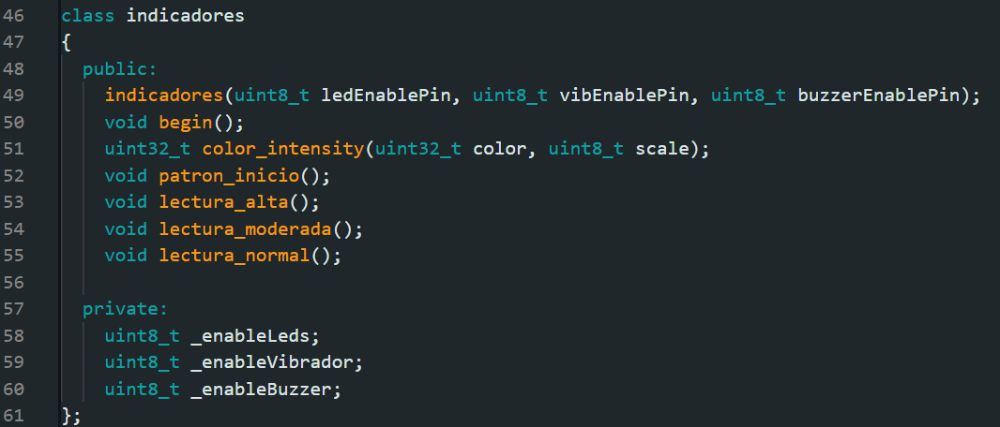 46 class indicadores
47 {
48 public:
49 indicadores(uint8_t ledEnablePin, uint8_t vibEnablePin, uint8_t buzzerEnablePin);
50 void begin();
51 uint32_t color_intensity(uint32_t color, uint8_t scale);
52 void patron_inicio();
53 void lectura_alta();
54 void lectura_moderada();
55 void lectura_normal();
56
57 private:
58 uint8_t _enableLeds;
59 uint8_t _enableVibrador;
60 uint8_t _enableBuzzer;
61 };